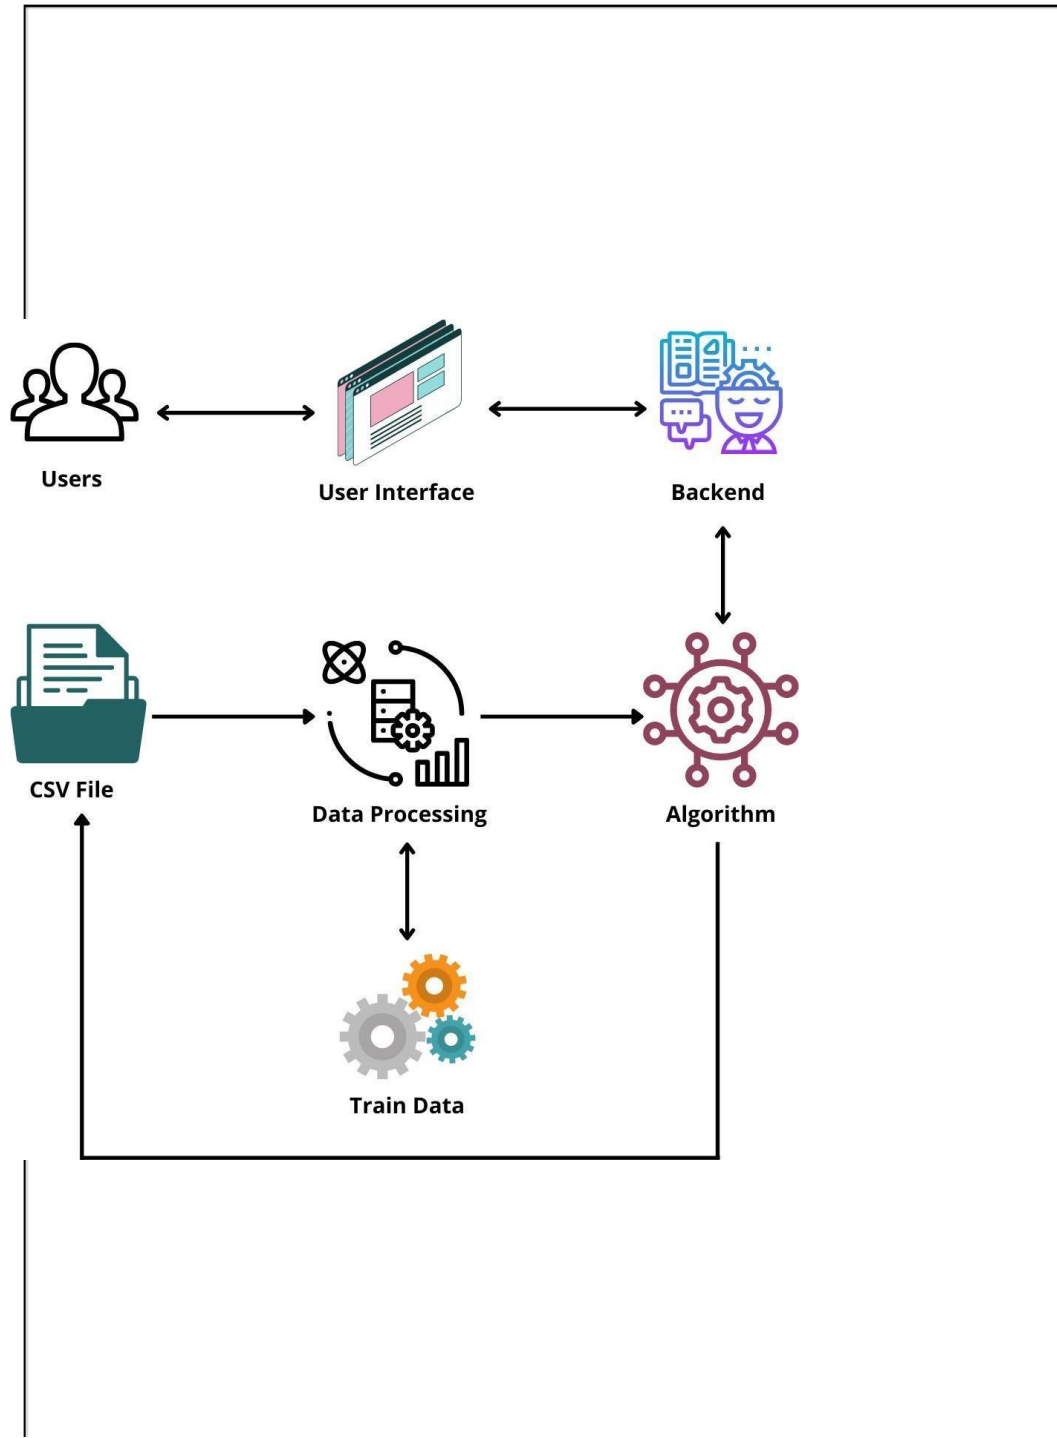 Users
User Interface
Backend
CSV File
Data Processing
Algorithm
Train Data